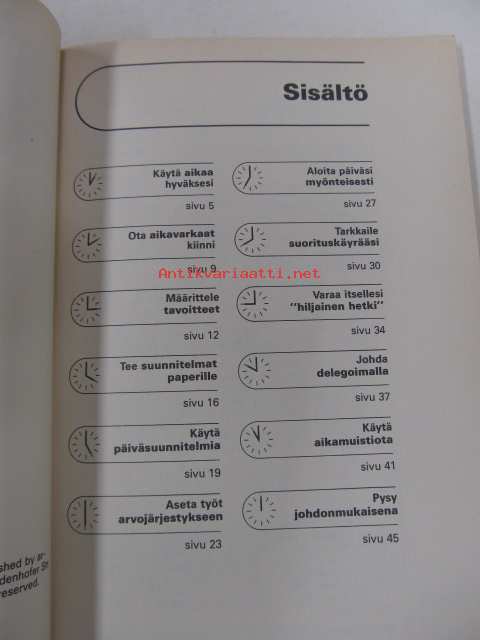 Sisältö
Käytä aikaa
hyväksesi
sivu 5
Ota aikavarkaat
kiinni
sivu 9
Määrittele
tavoitteet
sivu 12
Tee suunnitelmat
paperille
sivu 16
Käytä
päiväsuunnitelmia
sivu 19
Aseta työt
arvojärjestykseen
sivu 23
Aloita päiväsi
myönteisesti
sivu 27
Tarkkaile
suorituskäyrääsi
sivu 30
Varaa itsellesi
"hiljainen hetki"
sivu 34
Johda
delegoimalla
sivu 37
Käytä
aikamuistiota
sivu 41
Pysy
johdonmukaisena
sivu 45
Antikvariaatti.net
shed by
denhofer
reserved.